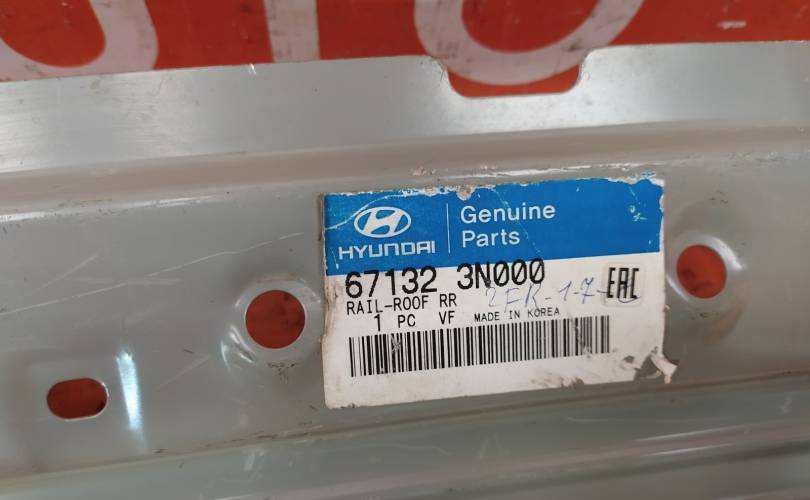 HYUNDAI
Genuine
Parts
67132 3N000
RAIL-ROOF RR
EAC
1 PC VF MADE IN KOREA